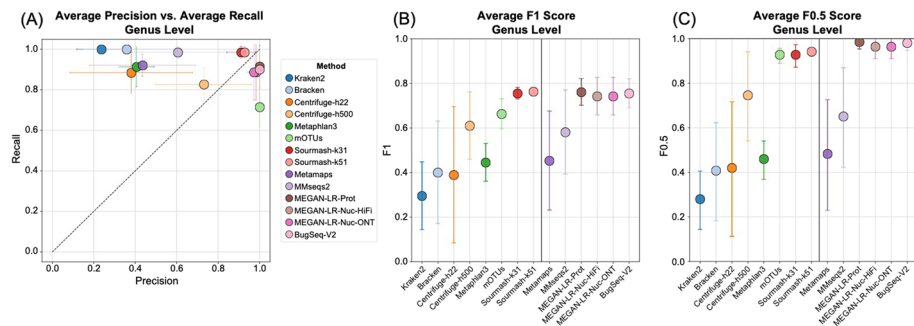 (A)
Average Precision vs. Average Recall
Genus Level
1.0
0.8
0.6
0.4
0.2
0.0
Recall
0.0 0.2 0.4 0.6 0.8 1.0
Precision
Method
Kraken2
Bracken
Centrifuge-h22
Centrifuge-h500
Metaphlan3
mOTUs
Sourmash-k31
Sourmash-k51
Metamaps
MMseqs2
MEGAN-LR-Prot
MEGAN-LR-Nuc-HiFi
MEGAN-LR-Nuc-ONT
BugSeq-V2
(B)
Average F1 Score
Genus Level
1.0
0.8
0.6
0.4
0.2
0.0
F1
Kraken2
Bracken
Centrifuge-h22
Centrifuge-h500
Metaphlan3
mOTUs
Sourmash-k31
Sourmash-k51
Metamaps
MMseqs2
MEGAN-LR-Prot
MEGAN-LR-Nuc-HiFi
MEGAN-LR-Nuc-ONT
BugSeq-V2
(C)
Average F0.5 Score
Genus Level
1.0
0.8
0.6
0.4
0.2
0.0
F0.5
Kraken2
Bracken
Centrifuge-h22
Centrifuge-h500
Metaphlan3
mOTUs
Sourmash-k31
Sourmash-k51
Metamaps
MMseqs2
MEGAN-LR-Prot
MEGAN-LR-Nuc-HiFi
MEGAN-LR-Nuc-ONT
BugSeq-V2